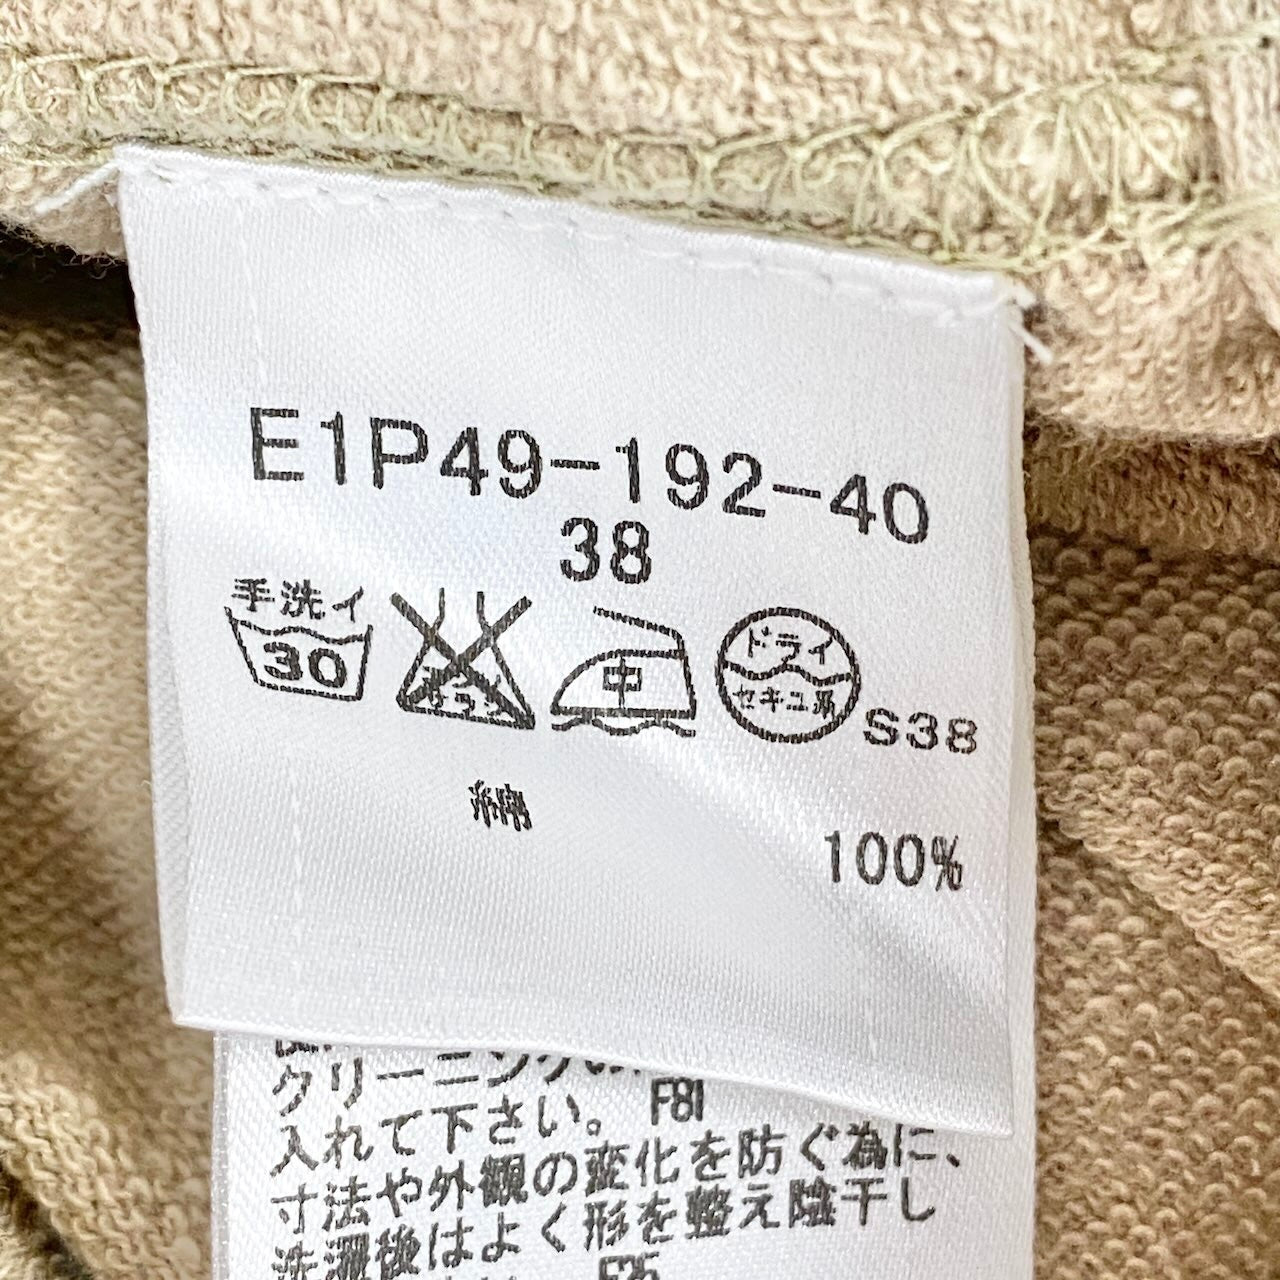 E1P49-192-40
38
手洗イ
30
中
ドライ
セキユ系
S38
綿
100%
クリーニング
入れて下さい。 F81
寸法や外観の変化を防ぐ為に、
洗濯後はよく形を整え陰干し
F25